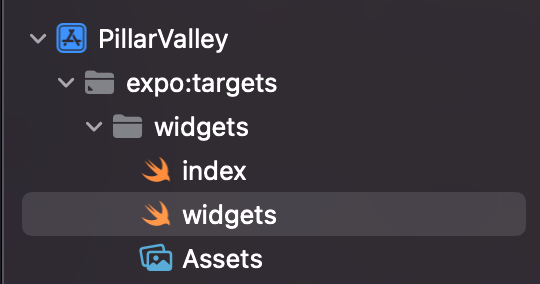 PillarValley
expo:targets
widgets
index
widgets
Assets